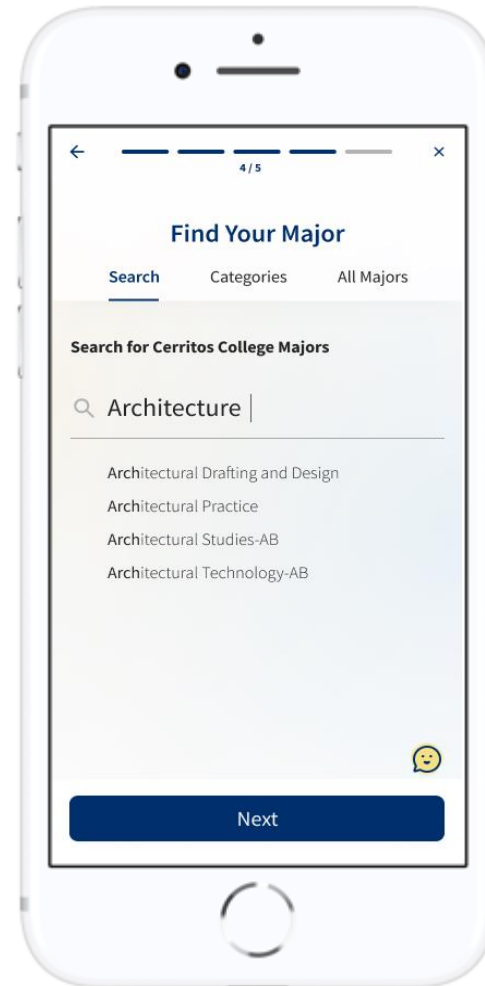 4 / 5
Find Your Major
Search Categories All Majors
Search for Cerritos College Majors
Architecture
Architectural Drafting and Design
Architectural Practice
Architectural Studies-AB
Architectural Technology-AB
Next